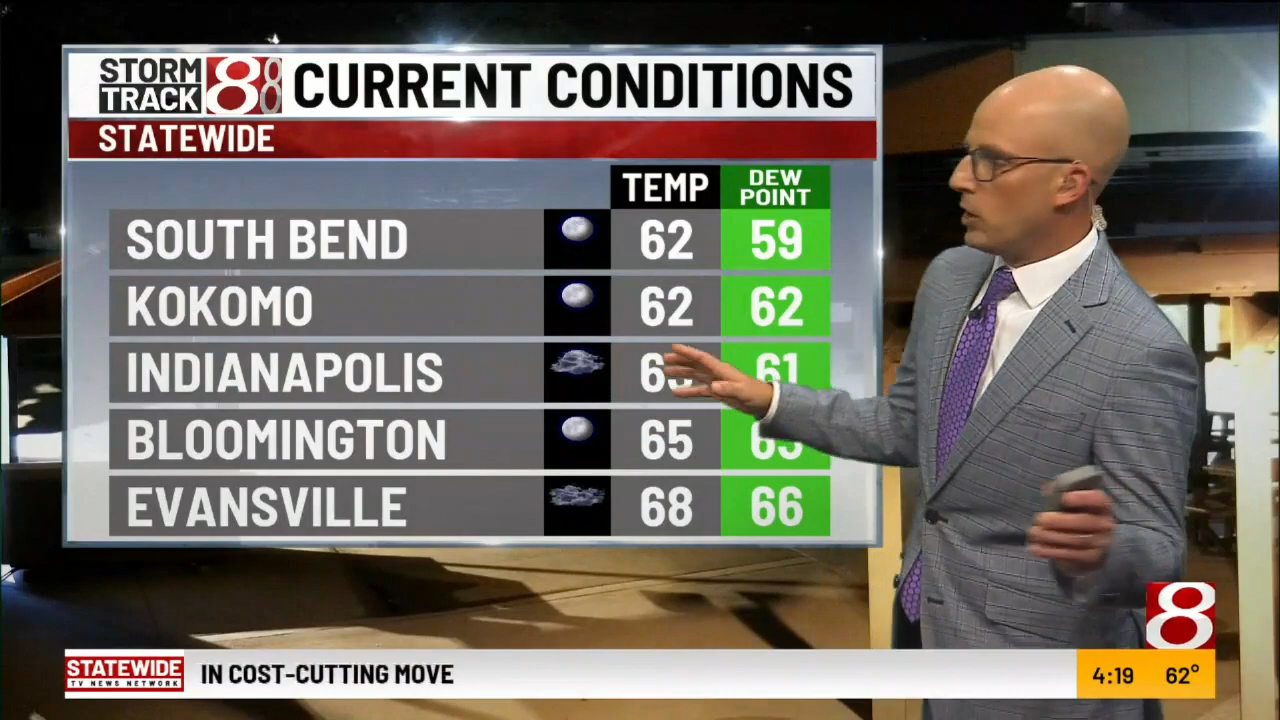 STORM TRACK 8 CURRENT CONDITIONS
STATEWIDE
TEMP DEW POINT
SOUTH BEND 62 59
KOKOMO 62 62
INDIANAPOLIS 61
BLOOMINGTON 65
EVANSVILLE 68 66
8
STATEWIDE TV NEWS NETWORK IN COST-CUTTING MOVE 4:19 62°